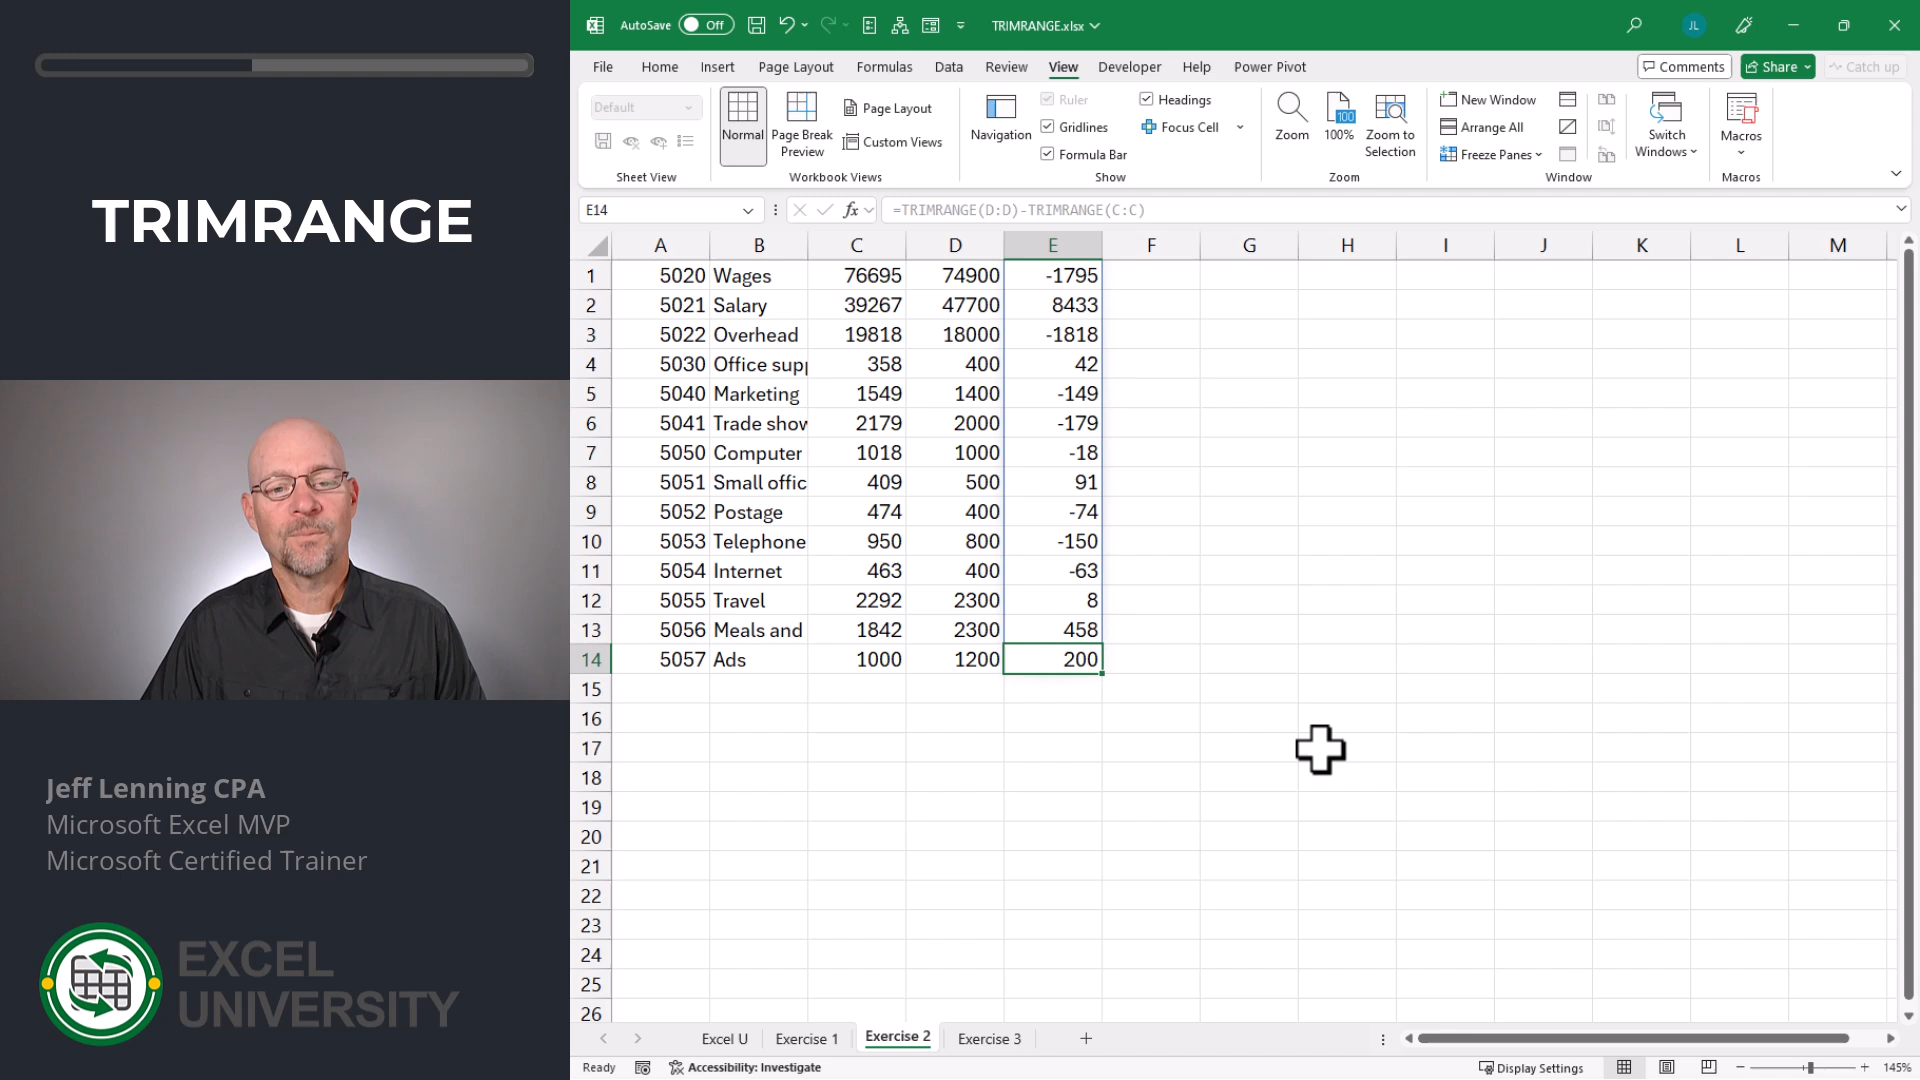 TRIMRANGE
Jeff Lenning CPA
Microsoft Excel MVP
Microsoft Certified Trainer
EXCEL
UNIVERSITY
AutoSave Off TRIMRANGE.xlsx JL
File Home Insert Page Layout Formulas Data Review View Developer Help Power Pivot Comments Share Catch up
Default
Sheet View
Normal
Page Break Preview
Page Layout
Custom Views
Workbook Views
Navigation
Ruler
Gridlines
Formula Bar
Headings
Focus Cell
Show
Zoom
100%
Zoom to Selection
Zoom
New Window
Arrange All
Freeze Panes
Switch Windows
Window
Macros
Macros
E14 fx =TRIMRANGE(D:D)-TRIMRANGE(C:C)
A B C D E F G H I J K L M
1 5020 Wages 76695 74900 -1795
2 5021 Salary 39267 47700 8433
3 5022 Overhead 19818 18000 -1818
4 5030 Office sup 358 400 42
5 5040 Marketing 1549 1400 -149
6 5041 Trade show 2179 2000 -179
7 5050 Computer 1018 1000 -18
8 5051 Small offic 409 500 91
9 5052 Postage 474 400 -74
10 5053 Telephone 950 800 -150
11 5054 Internet 463 400 -63
12 5055 Travel 2292 2300 8
13 5056 Meals and 1842 2300 458
14 5057 Ads 1000 1200 200
15
16
17
18
19
20
21
22
23
24
25
26
Excel U Exercise 1 Exercise 2 Exercise 3
Ready Accessibility: Investigate Display Settings 145%